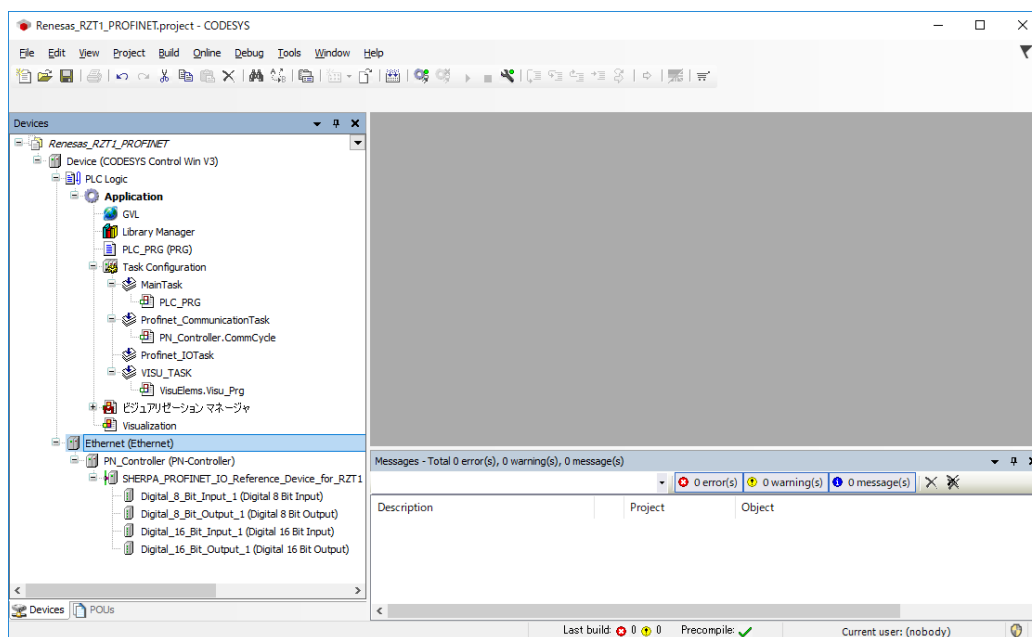 Renesas_RZT1_PROFINET.project - CODESYS
File Edit View Project Build Online Debug Tools Window Help
Devices
Renesas_RZT1_PROFINET
Device (CODESYS Control Win V3)
PLC Logic
Application
GVL
Library Manager
PLC_PRG (PRG)
Task Configuration
MainTask
PLC_PRG
Profinet_CommunicationTask
PN_Controller.CommCycle
Profinet_IOTask
VISU_TASK
VisuElems.Visu_Prg
ビジュアリゼーション マネージャ
Visualization
Ethernet (Ethernet)
PN_Controller (PN-Controller)
SHERPA_PROFINET_IO_Reference_Device_for_RZT1
Digital_8_Bit_Input_1 (Digital 8 Bit Input)
Digital_8_Bit_Output_1 (Digital 8 Bit Output)
Digital_16_Bit_Input_1 (Digital 16 Bit Input)
Digital_16_Bit_Output_1 (Digital 16 Bit Output)
Devices POUs
Messages - Total 0 error(s), 0 warning(s), 0 message(s)
0 error(s) 0 warning(s) 0 message(s)
Description Project Object
Last build: 0 0 Precompile: Current user: (nobody)